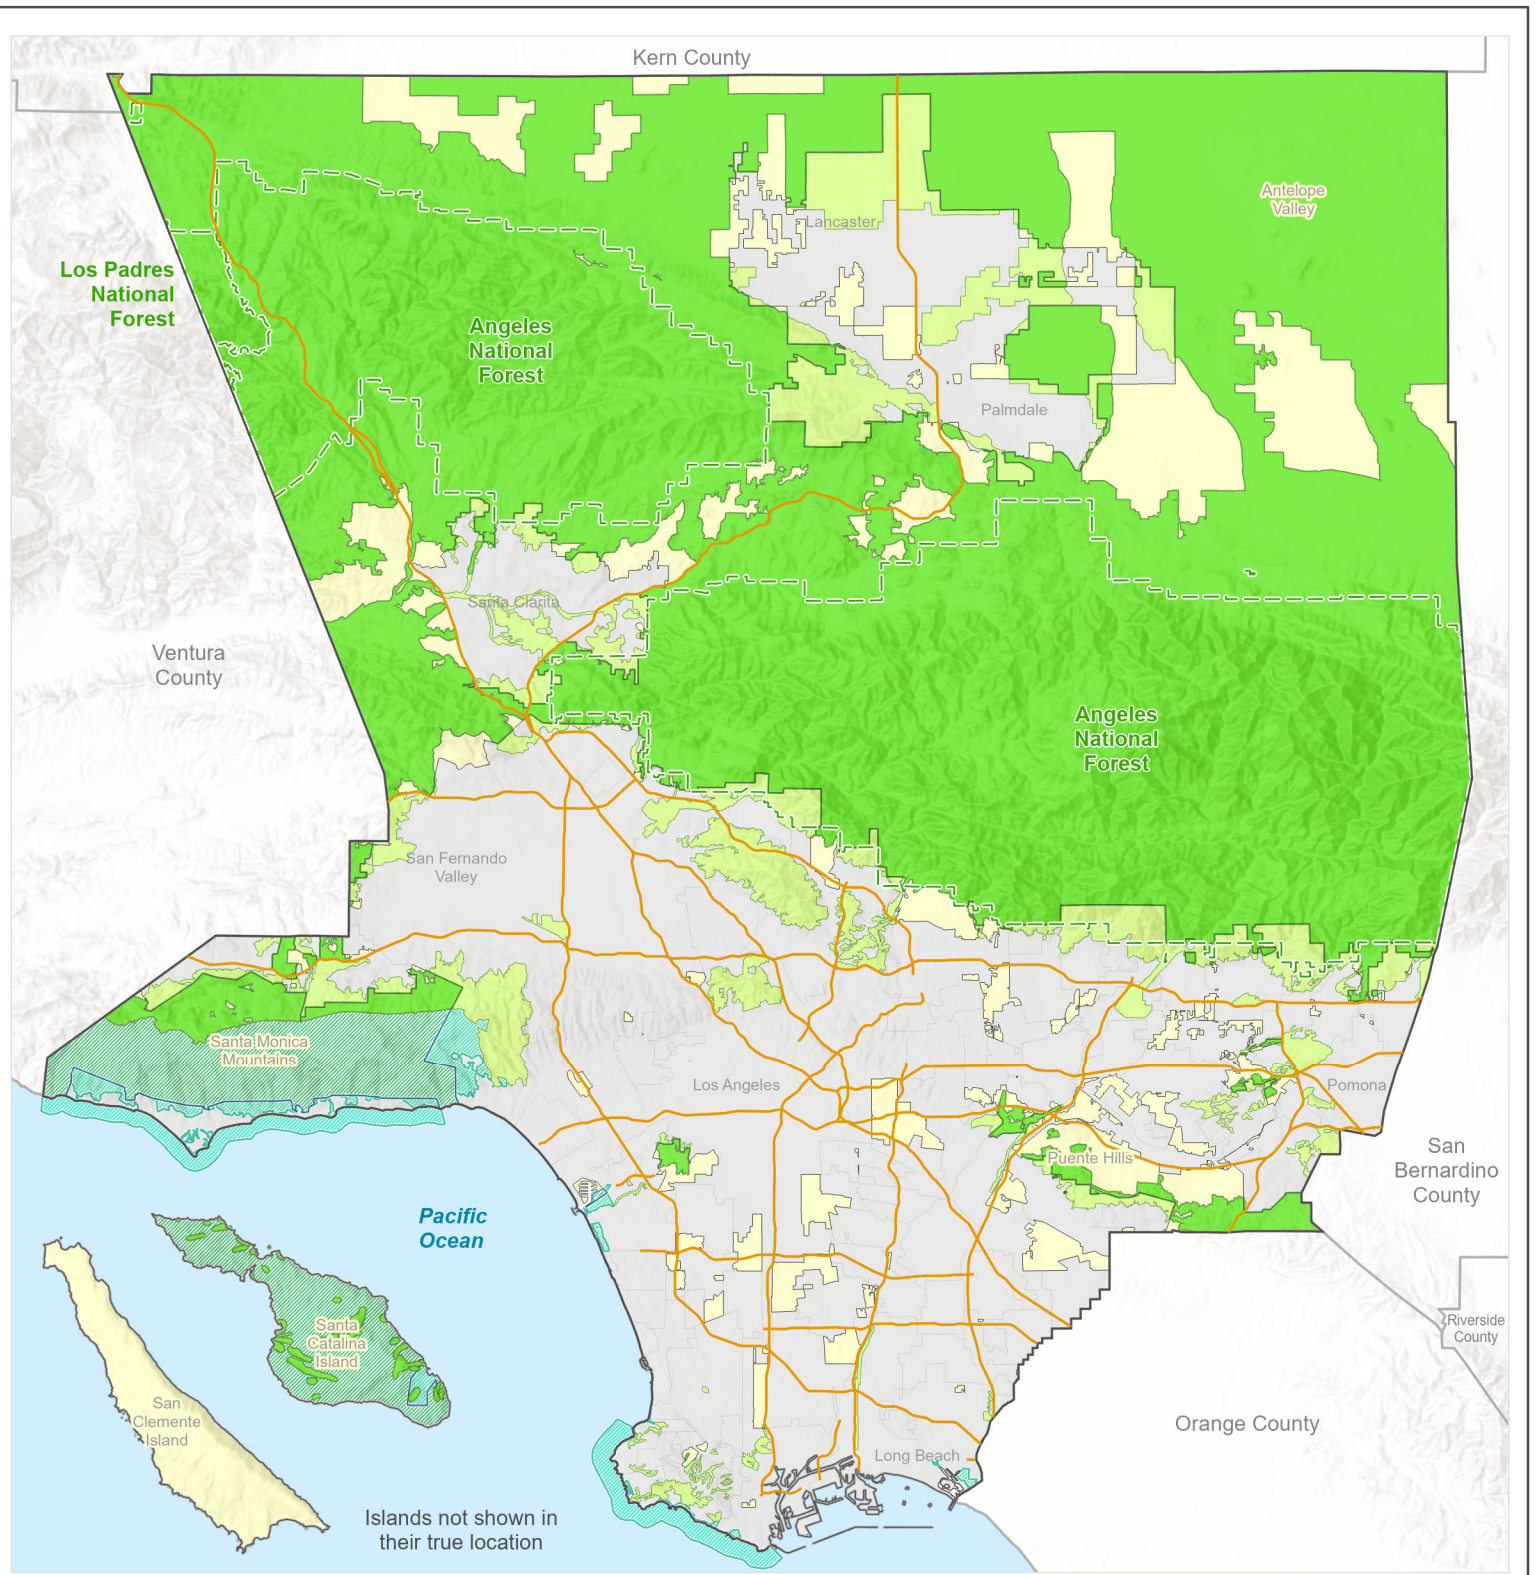 Kern County
Antelope
Valley
Lancaster
Los Padres
National
Forest
Angeles
National
Forest
Palmdale
Santa Clarita
Ventura
County
Angeles
National
Forest
San Fernando
Valley
Santa Monica
Mountains
Los Angeles
Pomona
Puente Hills
San
Bernardino
County
Pacific
Ocean
Santa
Catalina
Island
Riverside
County
San
Clemente
Island
Orange County
Long Beach
Islands not shown in
their true location